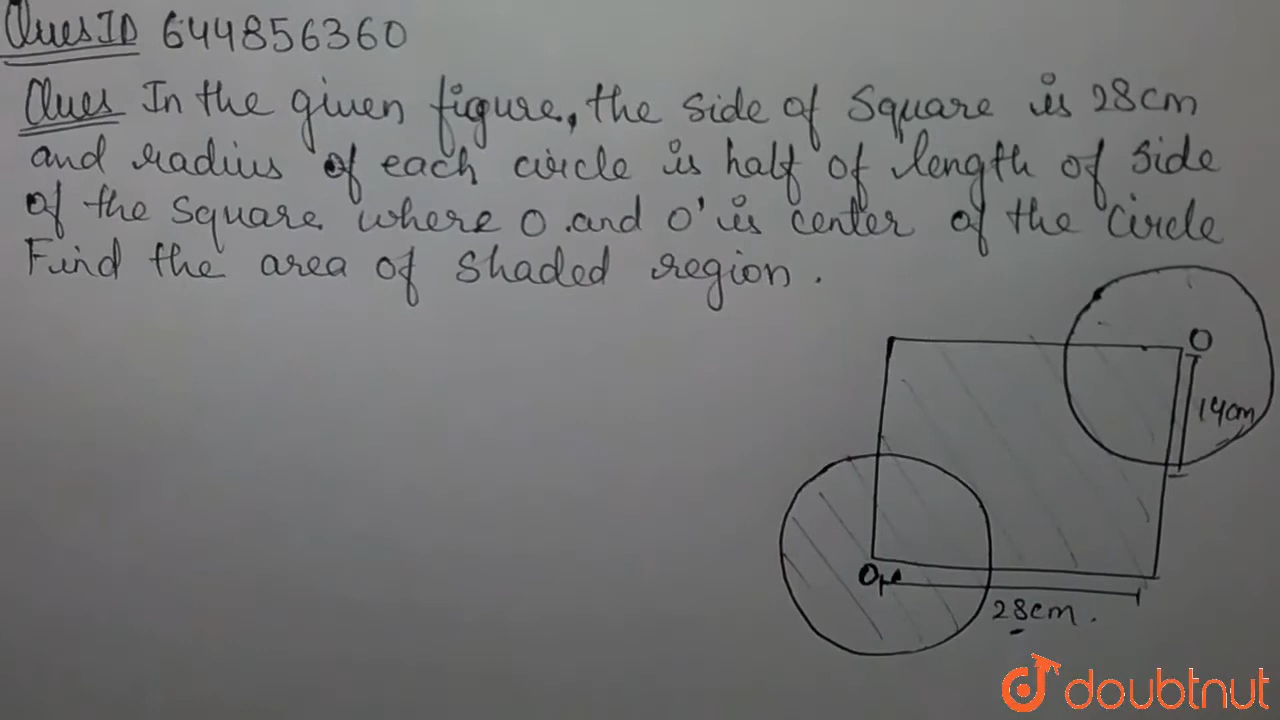 Ques ID 644856360
Ques In the given figure, the side of square is 28cm
and radius of each circle is half of length of side
of the square where O and O' is center of the circle
Find the area of shaded region.
O
14cm
O
28cm.
doubtnut